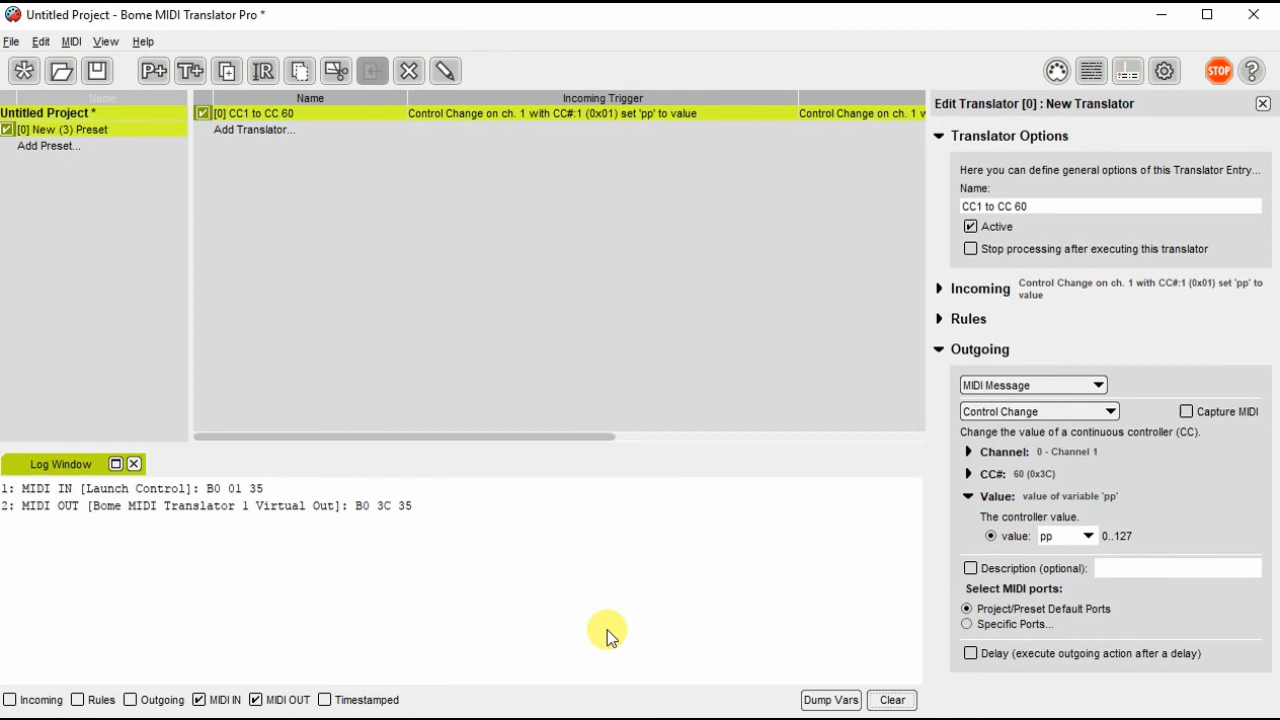 Untitled Project - Bome MIDI Translator Pro *
File Edit MIDI View Help
P+ T+ IR STOP ?
Name
Untitled Project *
[0] New (3) Preset
Add Preset...
Name Incoming Trigger
[0] CC1 to CC 60 Control Change on ch. 1 with CC#:1 (0x01) set 'pp' to value Control Change on ch. 1 w
Add Translator...
Edit Translator [0] : New Translator
Translator Options
Here you can define general options of this Translator Entry...
Name:
CC1 to CC 60
Active
Stop processing after executing this translator
Incoming Control Change on ch. 1 with CC#:1 (0x01) set 'pp' to
value
Rules
Outgoing
MIDI Message
Control Change Capture MIDI
Change the value of a continuous controller (CC).
Channel: 0 - Channel 1
CC#: 60 (0x3C)
Value: value of variable 'pp'
The controller value.
value: pp 0..127
Description (optional):
Select MIDI ports:
Project/Preset Default Ports
Specific Ports...
Delay (execute outgoing action after a delay)
Log Window
1: MIDI IN [Launch Control]: B0 01 35
2: MIDI OUT [Bome MIDI Translator 1 Virtual Out]: B0 3C 35
Incoming Rules Outgoing MIDI IN MIDI OUT Timestamped Dump Vars Clear